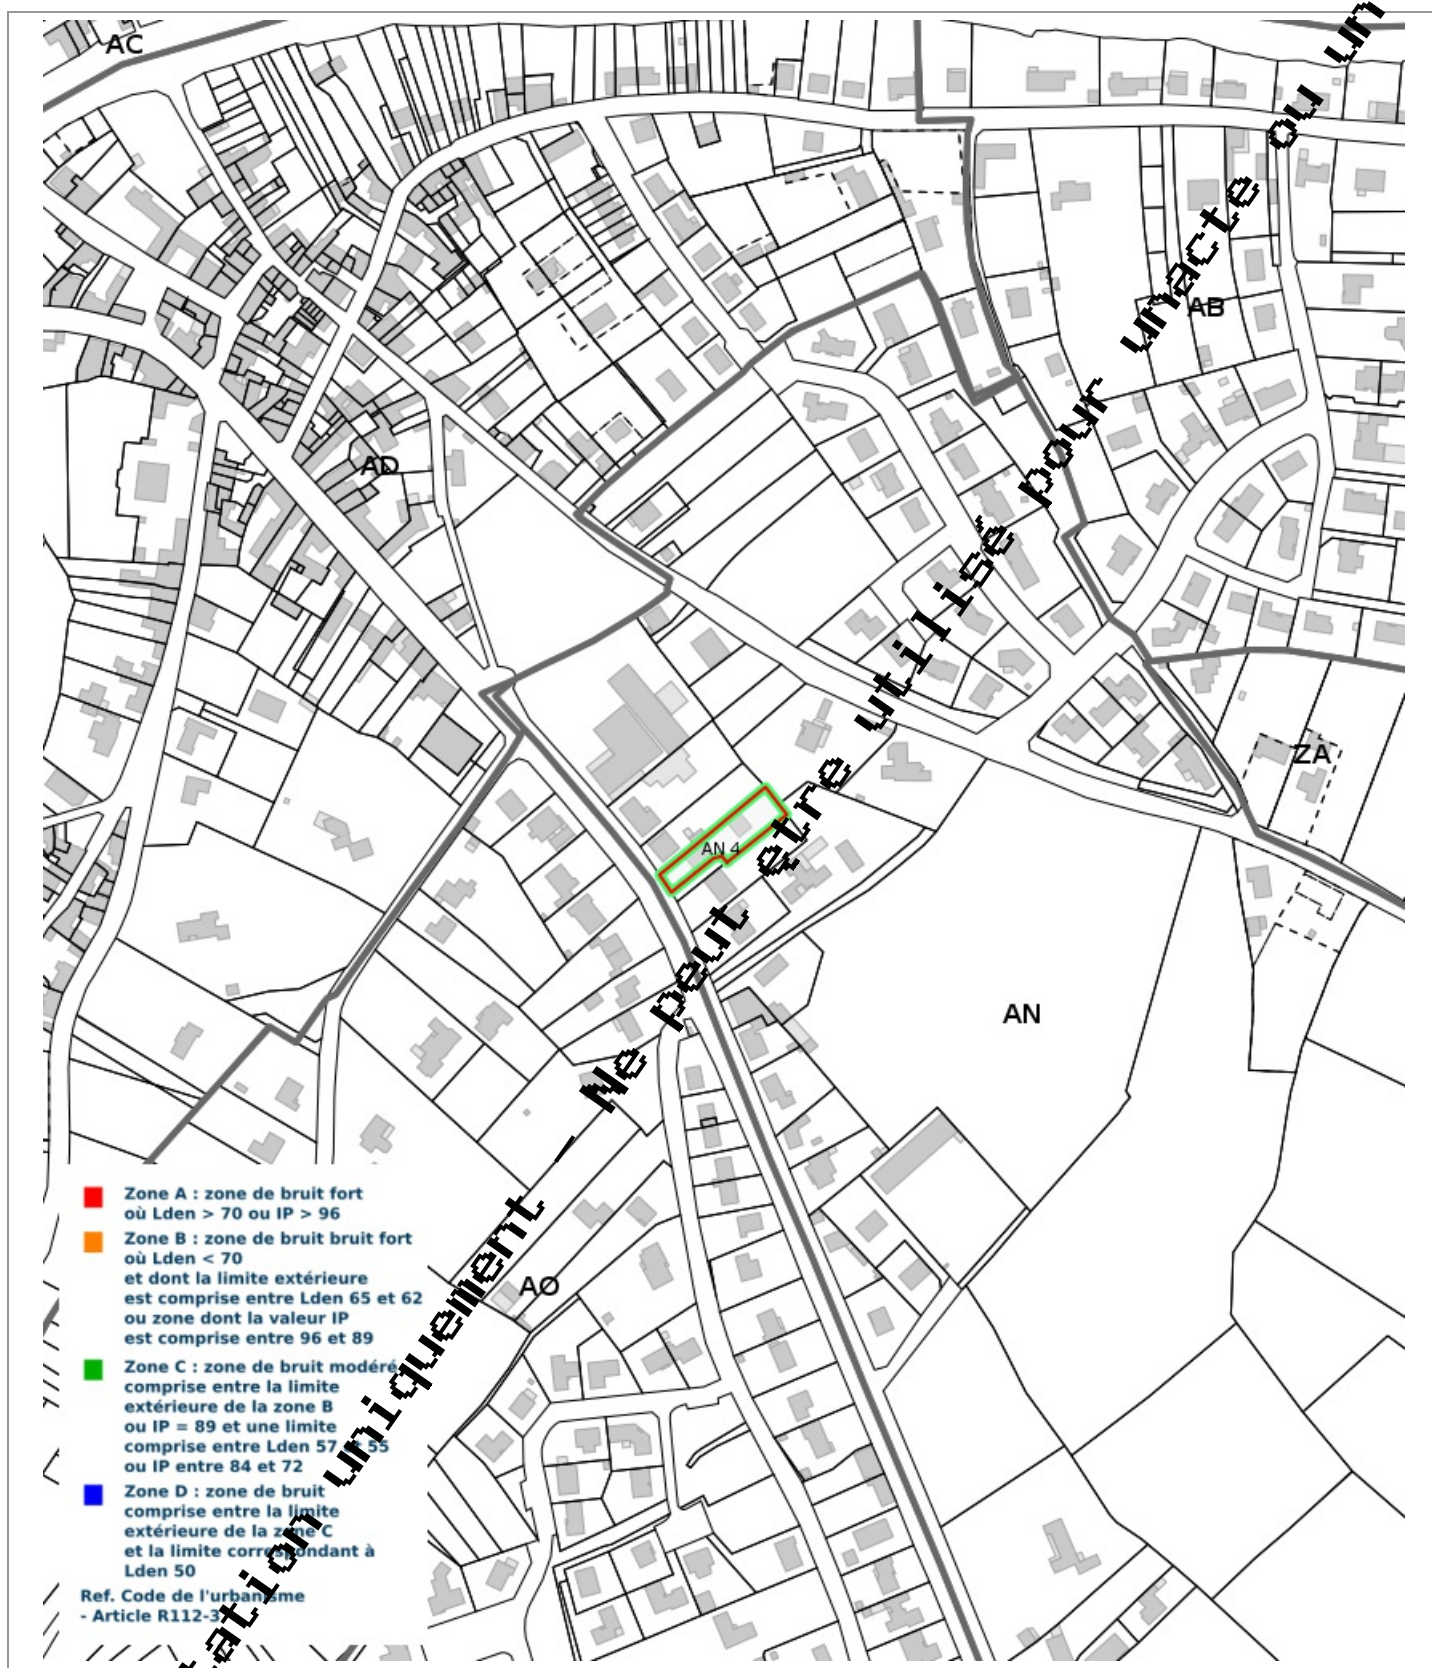 AC
AB
AD
ZA
AN 4
AN
AO
ation uniquement _ Ne peut etre utilisé pour un acte ou un
Zone A : zone de bruit fort
où Lden > 70 ou IP > 96
Zone B : zone de bruit bruit fort
où Lden < 70
et dont la limite extérieure
est comprise entre Lden 65 et 62
ou zone dont la valeur IP
est comprise entre 96 et 89
Zone C : zone de bruit modéré
comprise entre la limite
extérieure de la zone B
ou IP = 89 et une limite
comprise entre Lden 57 et 55
ou IP entre 84 et 72
Zone D : zone de bruit
comprise entre la limite
extérieure de la zone C
et la limite correspondant à
Lden 50
Ref. Code de l'urbanisme
- Article R112-3